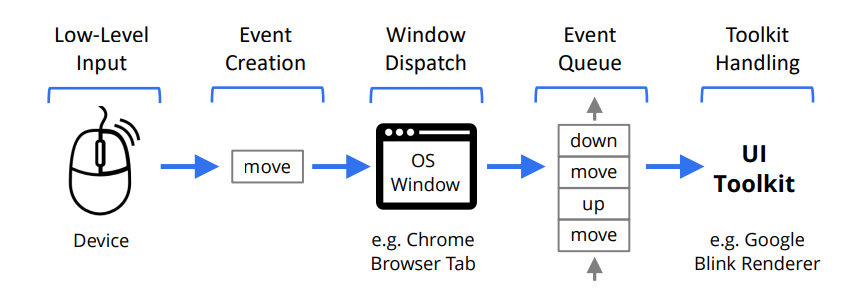 Low-Level
Input
Event
Creation
Window
Dispatch
Event
Queue
Toolkit
Handling
move
OS
Window
down
move
up
move
UI
Toolkit
Device
e.g. Chrome
Browser Tab
e.g. Google
Blink Renderer